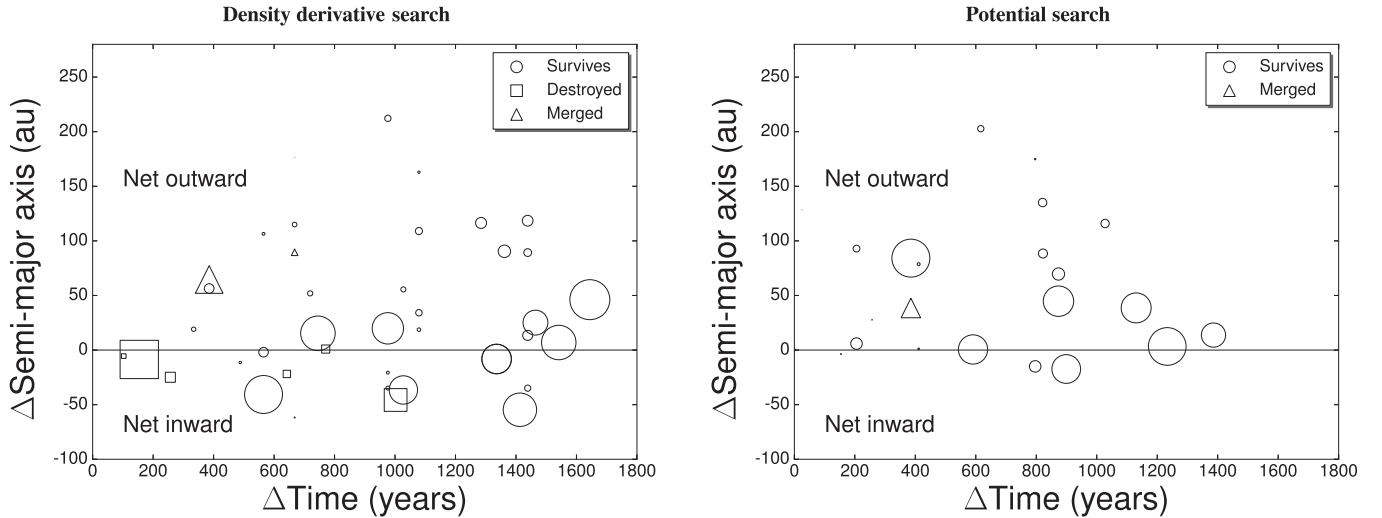 Density derivative search
250
200
150
100
50
0
-50
-100
0 200 400 600 800 1000 1200 1400 1600 1800
ΔSemi-major axis (au)
ΔTime (years)
Survives
Destroyed
Merged
Net outward
Net inward
Potential search
250
200
150
100
50
0
-50
-100
0 200 400 600 800 1000 1200 1400 1600 1800
ΔSemi-major axis (au)
ΔTime (years)
Survives
Merged
Net outward
Net inward